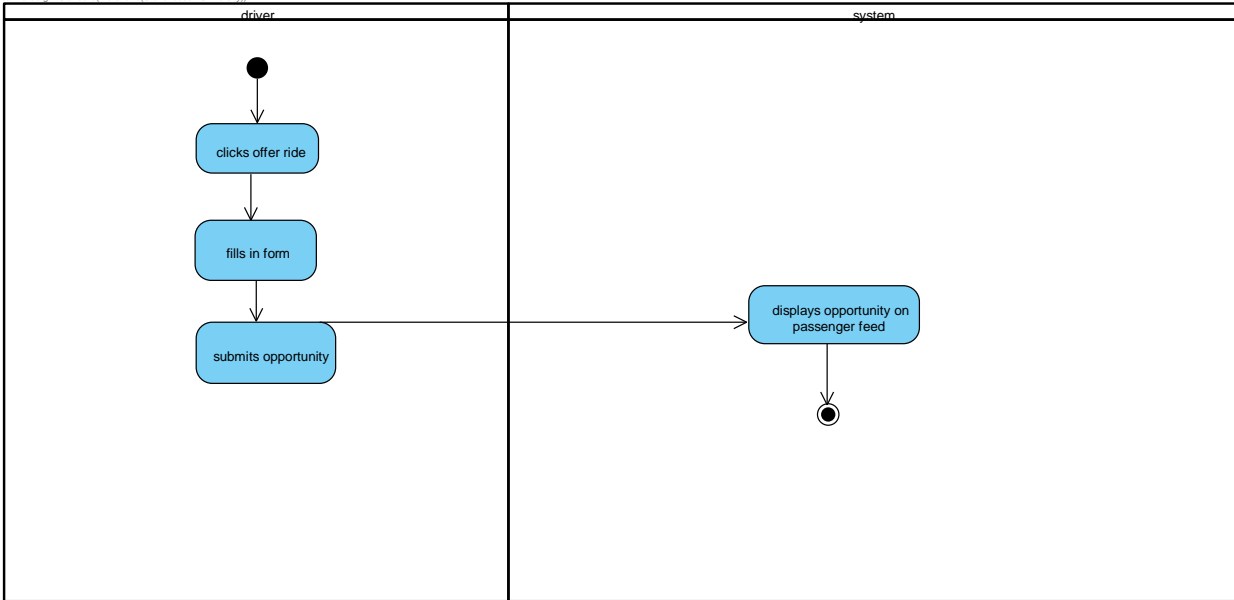 driver
system
clicks offer ride
fills in form
submits opportunity
displays opportunity on
passenger feed